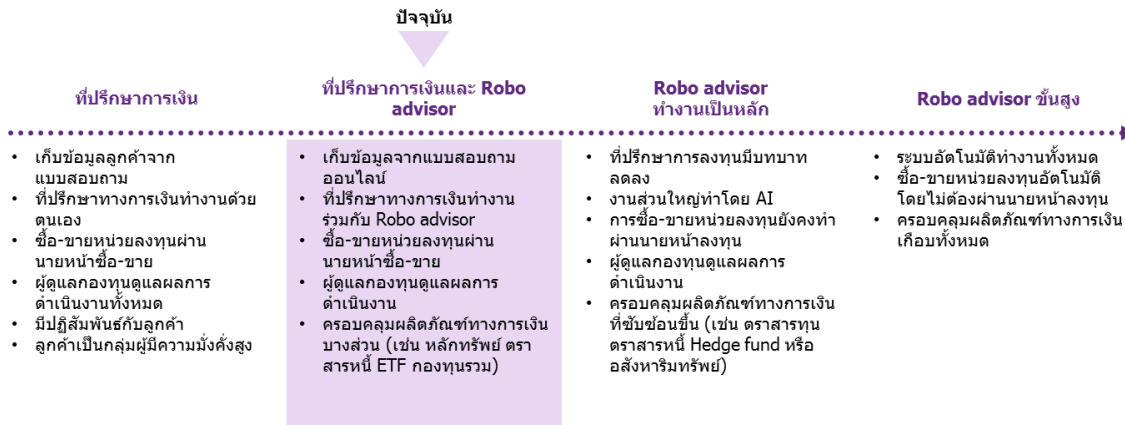 ปัจจุบัน
ที่ปรึกษาการเงิน
ที่ปรึกษาการเงินและ Robo
advisor
Robo advisor
ทำงานเป็นหลัก
Robo advisor ขั้นสูง
• เก็บข้อมูลลูกค้าจาก
แบบสอบถาม
• ที่ปรึกษาทางการเงินทำงานด้วย
ตนเอง
• ซื้อ-ขายหน่วยลงทุนผ่าน
นายหน้าซื้อ-ขาย
• ผู้ดูแลกองทุนดูแลผลการ
ดำเนินงานทั้งหมด
• มีปฏิสัมพันธ์กับลูกค้า
• ลูกค้าเป็นกลุ่มผู้มีความมั่งคั่งสูง
• เก็บข้อมูลจากแบบสอบถาม
ออนไลน์
• ที่ปรึกษาทางการเงินทำงาน
ร่วมกับ Robo advisor
• ซื้อ-ขายหน่วยลงทุนผ่าน
นายหน้าซื้อ-ขาย
• ผู้ดูแลกองทุนดูแลผลการ
ดำเนินงาน
• ครอบคลุมผลิตภัณฑ์ทางการเงิน
บางส่วน (เช่น หลักทรัพย์ ตรา
สารหนี้ ETF กองทุนรวม)
• ที่ปรึกษาการลงทุนมีบทบาท
ลดลง
• งานส่วนใหญ่ทำโดย AI
• การซื้อ-ขายหน่วยลงทุนยังคงทำ
ผ่านนายหน้าลงทุน
• ผู้ดูแลกองทุนดูแลผลการ
ดำเนินงาน
• ครอบคลุมผลิตภัณฑ์ทางการเงิน
ที่ซับซ้อนขึ้น (เช่น ตราสารทุน
ตราสารหนี้ Hedge fund หรือ
อสังหาริมทรัพย์)
• ระบบอัตโนมัติทำงานทั้งหมด
• ซื้อ-ขายหน่วยลงทุนอัตโนมัติ
โดยไม่ต้องผ่านนายหน้าลงทุน
• ครอบคลุมผลิตภัณฑ์ทางการเงิน
เกือบทั้งหมด